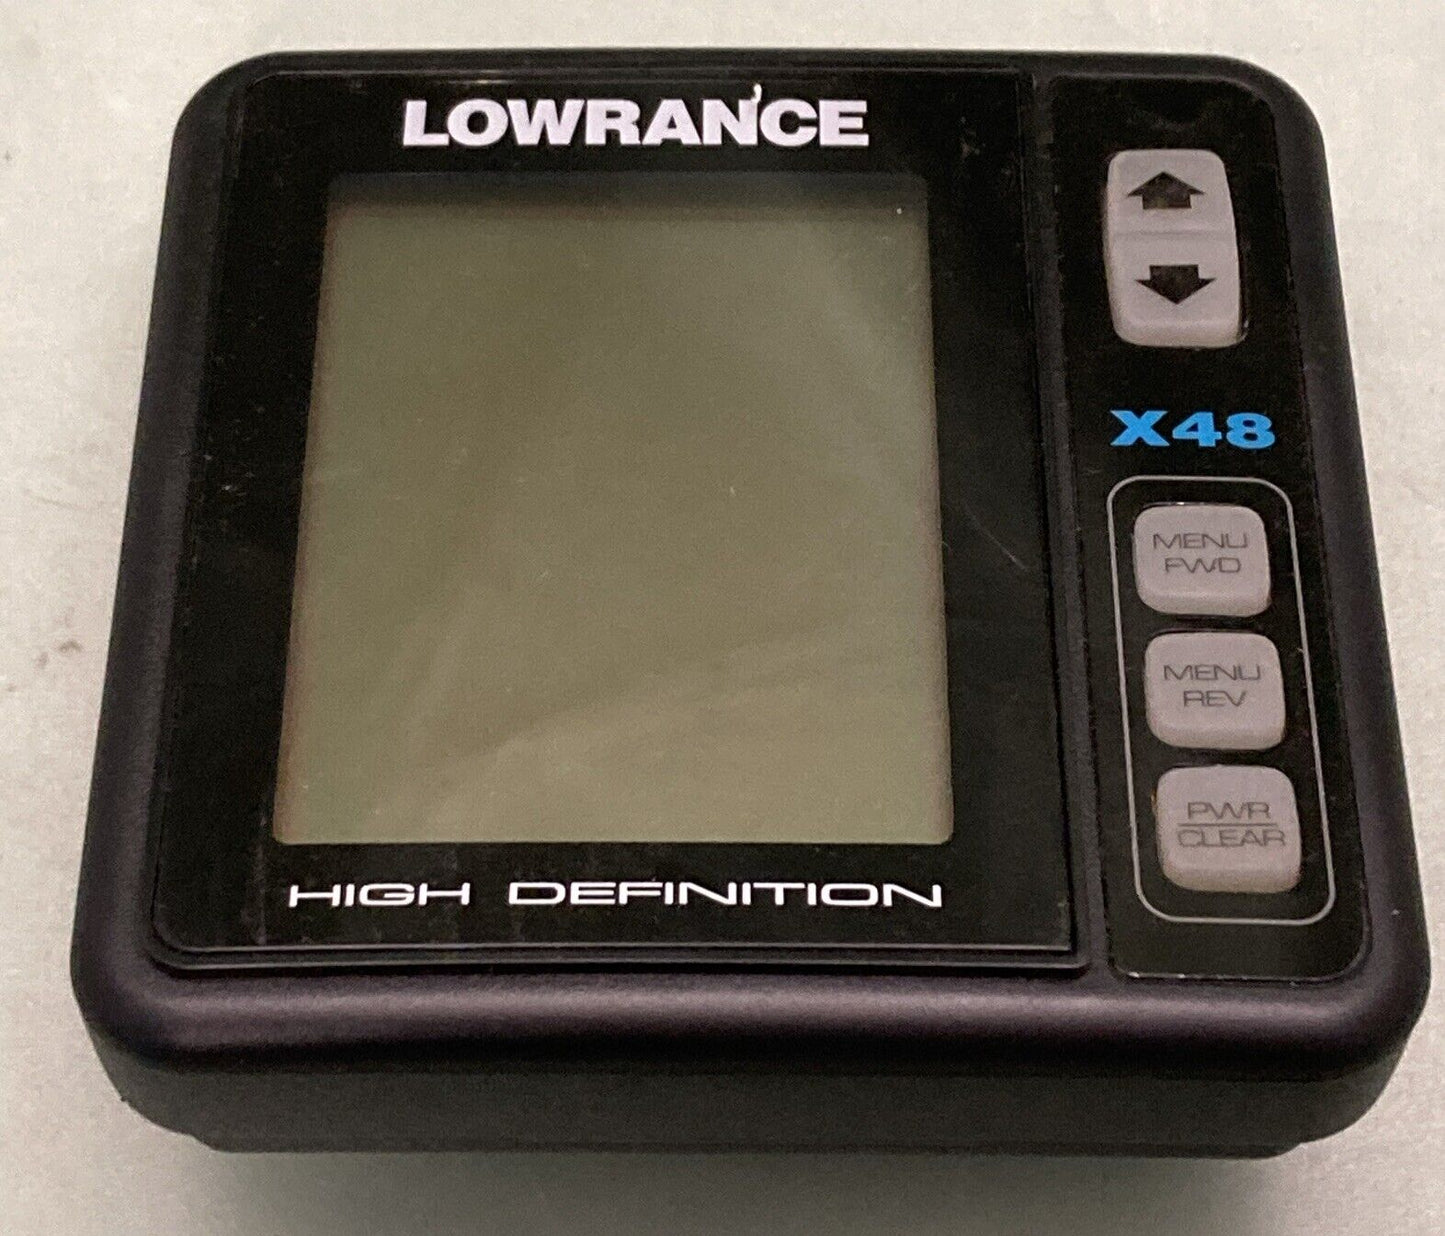 LOWRANCE
X48
MENU
FWD
MENU
REV
PWR
CLEAR
HIGH DEFINITION